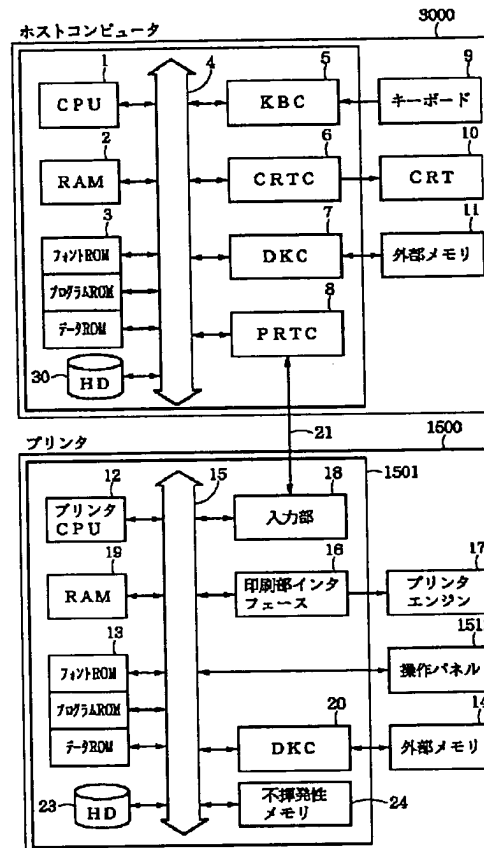 ホストコンピュータ
3000
1
4
5
9
CPU
KBC
キーボード
2
6
10
RAM
CRTC
CRT
3
7
11
フォントROM
DKC
外部メモリ
プログラムROM
データROM
8
PRTC
30
HD
21
プリンタ
1500
12
15
18
1501
プリンタ
CPU
入力部
19
16
17
RAM
印刷部インタ
フェース
プリンタ
エンジン
13
1511
フォントROM
操作パネル
プログラムROM
20
14
データROM
DKC
外部メモリ
23
HD
不揮発性
メモリ
24